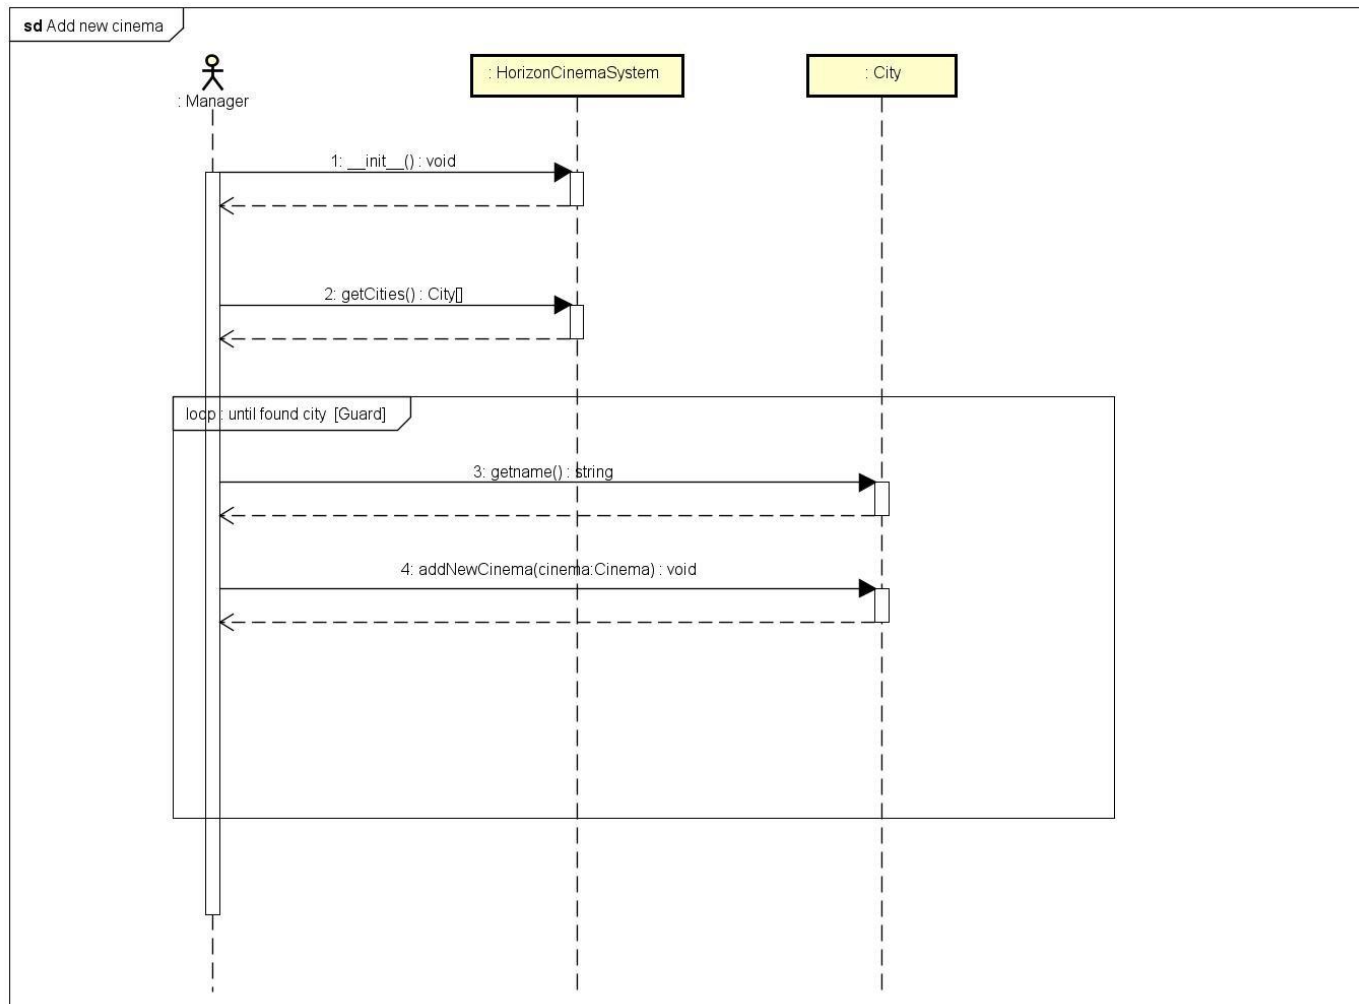 sd Add new cinema
: HorizonCinemaSystem
: City
: Manager
1: __init__() : void
2: getCities() : City[]
loop : until found city [Guard]
3: getname() : string
4: addNewCinema(cinema:Cinema) : void